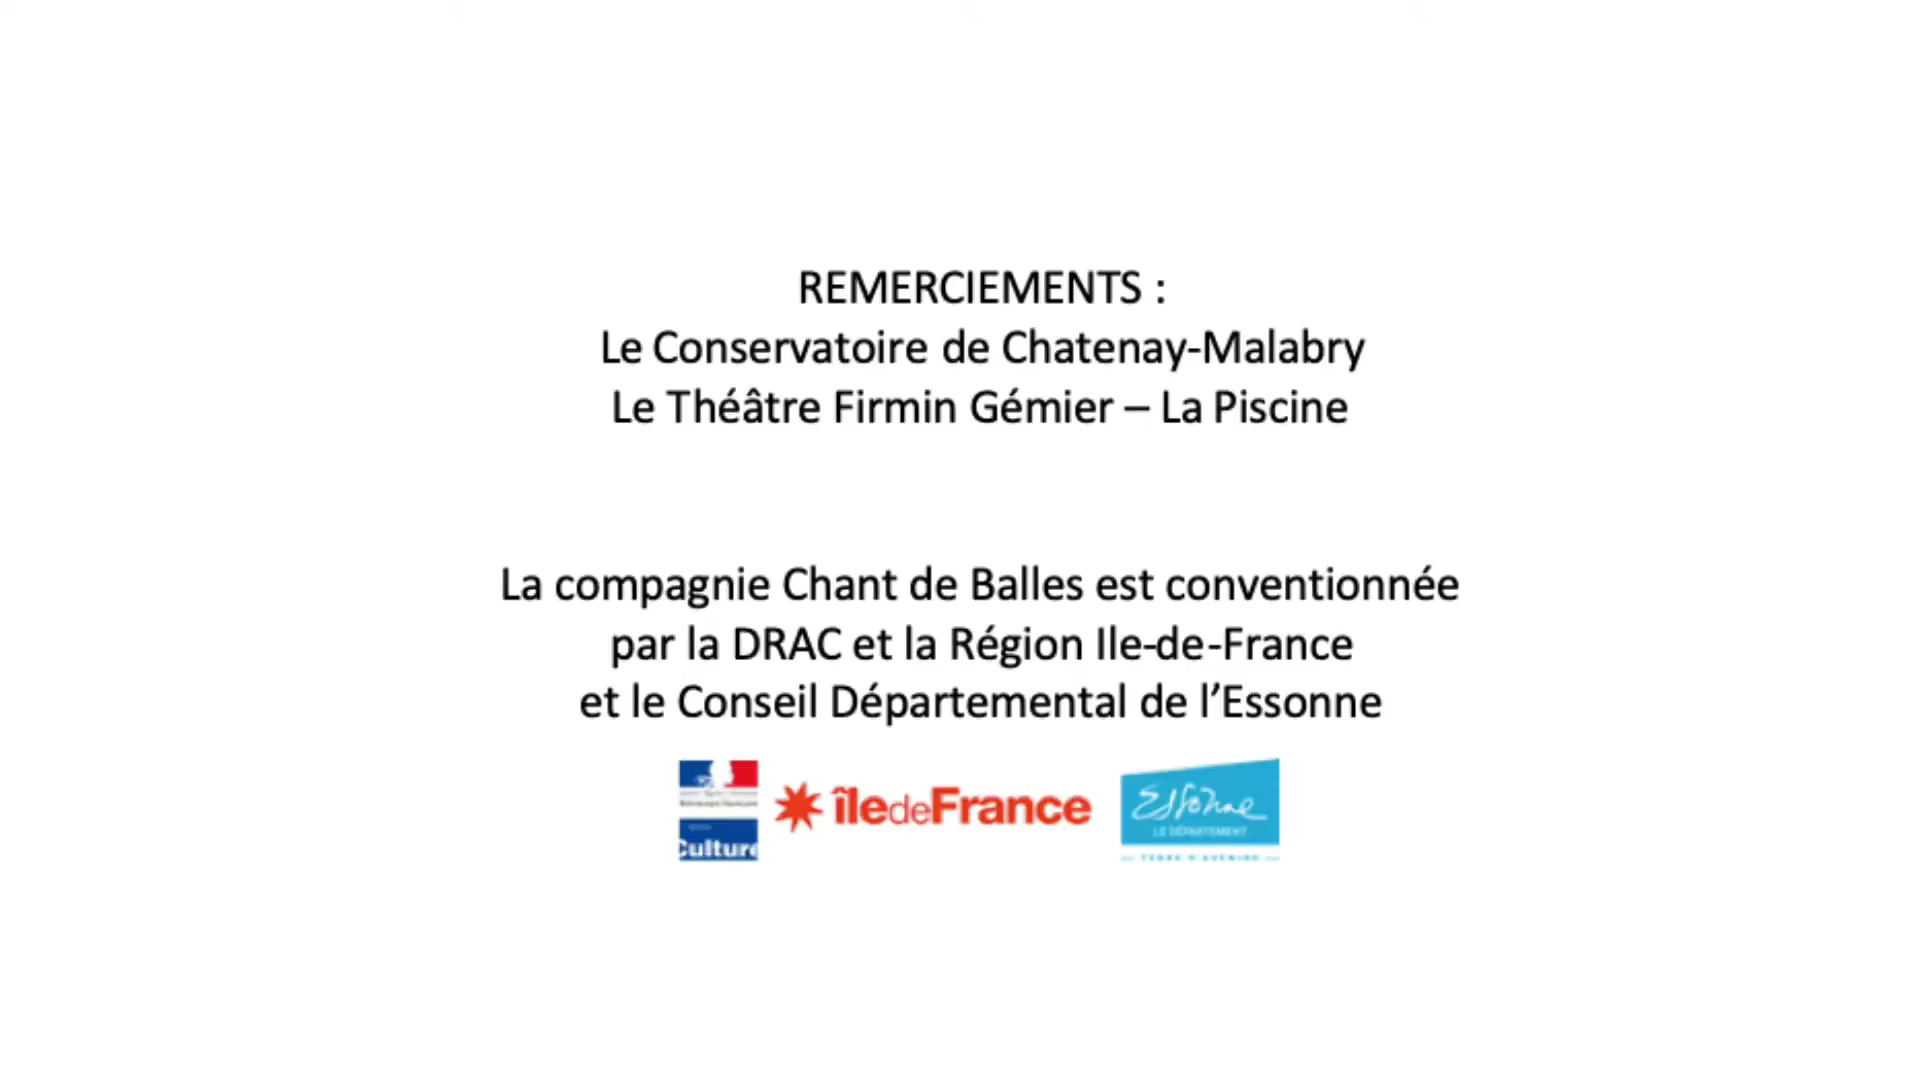 REMERCIEMENTS :
Le Conservatoire de Chatenay-Malabry
Le Théâtre Firmin Gémier – La Piscine
La compagnie Chant de Balles est conventionnée
par la DRAC et la Région Ile-de-France
et le Conseil Départemental de l’Essonne
Culture
îledeFrance
Essonne
LE DÉPARTEMENT
TERRE D'AVENIRS